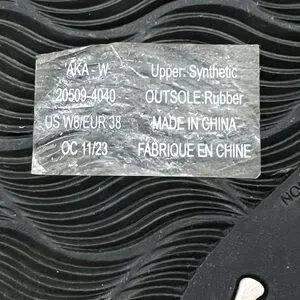 AKA - W
Upper: Synthetic
20509-4040
OUTSOLE:Rubber
US W8/EUR 38
MADE IN CHINA
OC 11/23
FABRIQUE EN CHINE